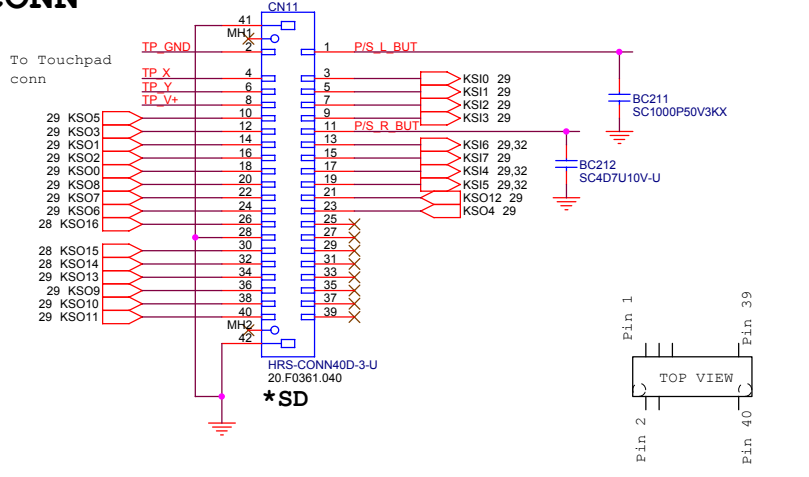 CONN
CN11
41
MH1
TP_GND 2 1 P/S_L_BUT
To Touchpad
conn
TP_X 4 3 KSI0 29
TP_Y 6 5 KSI1 29
TP_V+ 8 7 KSI2 29
29 KSO5 10 9 KSI3 29
29 KSO3 12 11 P/S_R_BUT
29 KSO1 14 13 KSI6 29,32
29 KSO2 16 15 KSI7 29
29 KSO0 18 17 KSI4 29,32
29 KSO8 20 19 KSI5 29,32
29 KSO7 22 21 KSO12 29
29 KSO6 24 23 KSO4 29
28 KSO16 26 25
28 27
28 KSO15 30 29
28 KSO14 32 31
29 KSO13 34 33
29 KSO9 36 35
29 KSO10 38 37
29 KSO11 40 39
MH2
42
HRS-CONN40D-3-U
20.F0361.040
*SD
BC211
SC1000P50V3KX
BC212
SC4D7U10V-U
Pin 1
Pin 39
TOP VIEW
Pin 2
Pin 40